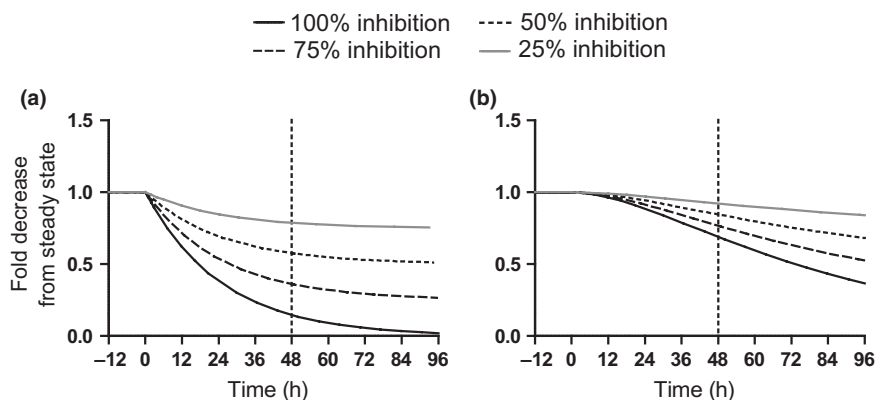 100% inhibition
50% inhibition
75% inhibition
25% inhibition
(a)
(b)
Fold decrease
from steady state
1.5
1.0
0.5
0.0
–12 0 12 24 36 48 60 72 84 96
Time (h)
1.5
1.0
0.5
0.0
–12 0 12 24 36 48 60 72 84 96
Time (h)